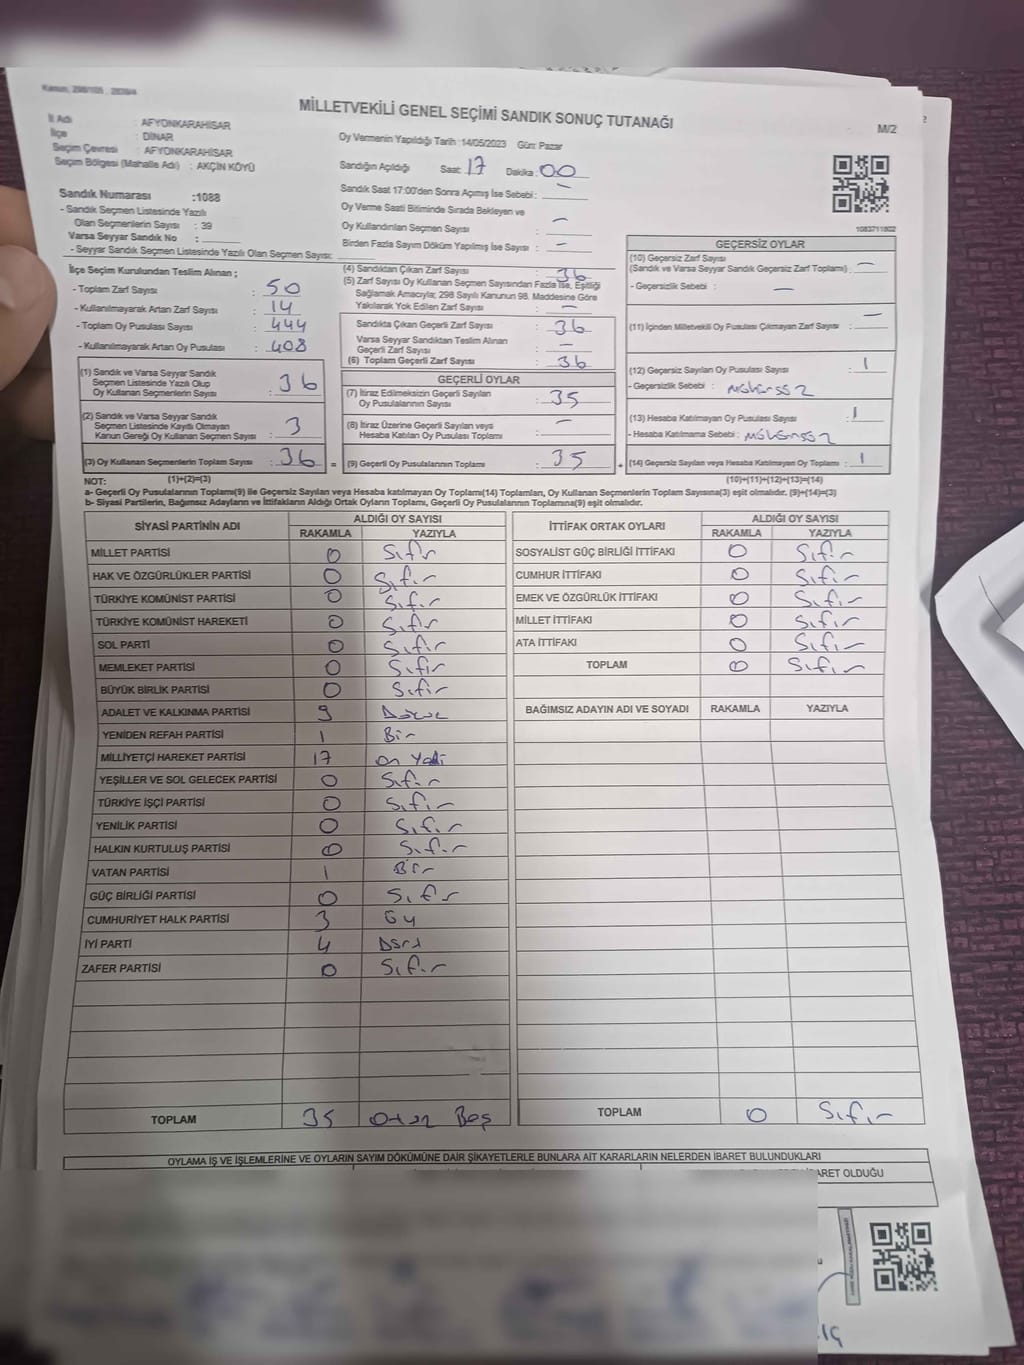 MİLLETVEKİLİ GENEL SEÇİMİ SANDIK SONUÇ TUTANAĞI
M/2
İl Adı : AFYONKARAHİSAR
İlçe : DİNAR
Seçim Çevresi : AFYONKARAHİSAR
Seçim Bölgesi (Mahalle Adı) : AKÇİN KÖYÜ
Sandık Numarası :1088
- Sandık Seçmen Listesinde Yazılı
Olan Seçmenlerin Sayısı : 39
Varsa Seyyar Sandık No :
- Seyyar Sandık Seçmen Listesinde Yazılı Olan Seçmen Sayısı:
Oy Vermenin Yapıldığı Tarih :14/05/2023 Gün: Pazar
Sandığın Açıldığı Saat: 17 Dakika : 00
Sandık Saat 17:00'den Sonra Açılmış İse Sebebi : -
Oy Verme Saati Bitiminde Sırada Bekleyen ve
Oy Kullandırılan Seçmen Sayısı : -
Birden Fazla Sayım Döküm Yapılmış İse Sayısı : -
1083711802
İlçe Seçim Kurulundan Teslim Alınan ;
- Toplam Zarf Sayısı : 50
- Kullanılmayarak Artan Zarf Sayısı : 14
- Toplam Oy Pusulası Sayısı : 444
- Kullanılmayarak Artan Oy Pusulası : 408
(1) Sandık ve Varsa Seyyar Sandık
Seçmen Listesinde Yazılı Olup
Oy Kullanan Seçmenlerin Sayısı : 36
(2) Sandık ve Varsa Seyyar Sandık
Seçmen Listesinde Kayıtlı Olmayan
Kanun Gereği Oy Kullanan Seçmen Sayısı : 3
(3) Oy Kullanan Seçmenlerin Toplam Sayısı : 36
(4) Sandıktan Çıkan Zarf Sayısı : 36
(5) Zarf Sayısı Oy Kullanan Seçmen Sayısından Fazla İse, Eşitliği
Sağlamak Amacıyla; 298 Sayılı Kanunun 98. Maddesine Göre
Yakılarak Yok Edilen Zarf Sayısı : -
Sandıkta Çıkan Geçerli Zarf Sayısı : 36
Varsa Seyyar Sandıktan Teslim Alınan
Geçerli Zarf Sayısı : -
(6) Toplam Geçerli Zarf Sayısı : 36
GEÇERLİ OYLAR
(7) İtiraz Edilmeksizin Geçerli Sayılan
Oy Pusulalarının Sayısı : 35
(8) İtiraz Üzerine Geçerli Sayılan veya
Hesaba Katılan Oy Pusulası Toplamı : -
= (9) Geçerli Oy Pusulalarının Toplamı : 35 +
GEÇERSİZ OYLAR
(10) Geçersiz Zarf Sayısı
(Sandık ve Varsa Seyyar Sandık Geçersiz Zarf Toplamı) : -
- Geçersizlik Sebebi : -
(11) İçinden Milletvekili Oy Pusulası Çıkmayan Zarf Sayısı : -
(12) Geçersiz Sayılan Oy Pusulası Sayısı : 1
- Geçersizlik Sebebi :
(13) Hesaba Katılmayan Oy Pusulası Sayısı : 1
- Hesaba Katılmama Sebebi :
(14) Geçersiz Sayılan veya Hesaba Katılmayan Oy Toplamı : 1
NOT: (1)+(2)=(3) (10)+(11)+(12)+(13)=(14)
a- Geçerli Oy Pusulalarının Toplamı(9) ile Geçersiz Sayılan veya Hesaba katılmayan Oy Toplamı(14) Toplamları, Oy Kullanan Seçmenlerin Toplam Sayısına(3) eşit olmalıdır. (9)+(14)=(3)
b- Siyasi Partilerin, Bağımsız Adayların ve İttifakların Aldığı Ortak Oyların Toplamı, Geçerli Oy Pusulalarının Toplamına(9) eşit olmalıdır.
SİYASİ PARTİNİN ADI ALDIĞI OY SAYISI
RAKAMLA YAZIYLA
MİLLET PARTİSİ 0 Sıfır
HAK VE ÖZGÜRLÜKLER PARTİSİ 0 Sıfır
TÜRKİYE KOMÜNİST PARTİSİ 0 Sıfır
TÜRKİYE KOMÜNİST HAREKETİ 0 Sıfır
SOL PARTİ 0 Sıfır
MEMLEKET PARTİSİ 0 Sıfır
BÜYÜK BİRLİK PARTİSİ 0 Sıfır
ADALET VE KALKINMA PARTİSİ 9 Dokuz
YENİDEN REFAH PARTİSİ 1 Bir
MİLLİYETÇİ HAREKET PARTİSİ 17 on Yedi
YEŞİLLER VE SOL GELECEK PARTİSİ 0 Sıfır
TÜRKİYE İŞÇİ PARTİSİ 0 Sıfır
YENİLİK PARTİSİ 0 Sıfır
HALKIN KURTULUŞ PARTİSİ 0 Sıfır
VATAN PARTİSİ 1 Bir
GÜÇ BİRLİĞİ PARTİSİ 0 Sıfır
CUMHURİYET HALK PARTİSİ 3 Üç
İYİ PARTİ 4 Dört
ZAFER PARTİSİ 0 Sıfır
TOPLAM 35 Otuz Beş
İTTİFAK ORTAK OYLARI ALDIĞI OY SAYISI
RAKAMLA YAZIYLA
SOSYALİST GÜÇ BİRLİĞİ İTTİFAKI 0 Sıfır
CUMHUR İTTİFAKI 0 Sıfır
EMEK VE ÖZGÜRLÜK İTTİFAKI 0 Sıfır
MİLLET İTTİFAKI 0 Sıfır
ATA İTTİFAKI 0 Sıfır
TOPLAM 0 Sıfır
BAĞIMSIZ ADAYIN ADI VE SOYADI RAKAMLA YAZIYLA
TOPLAM 0 Sıfır
OYLAMA İŞ VE İŞLEMLERİNE VE OYLARIN SAYIM DÖKÜMÜNE DAİR ŞİKAYETLERLE BUNLARA AİT KARARLARIN NELERDEN İBARET BULUNDUKLARI
OLDUĞU